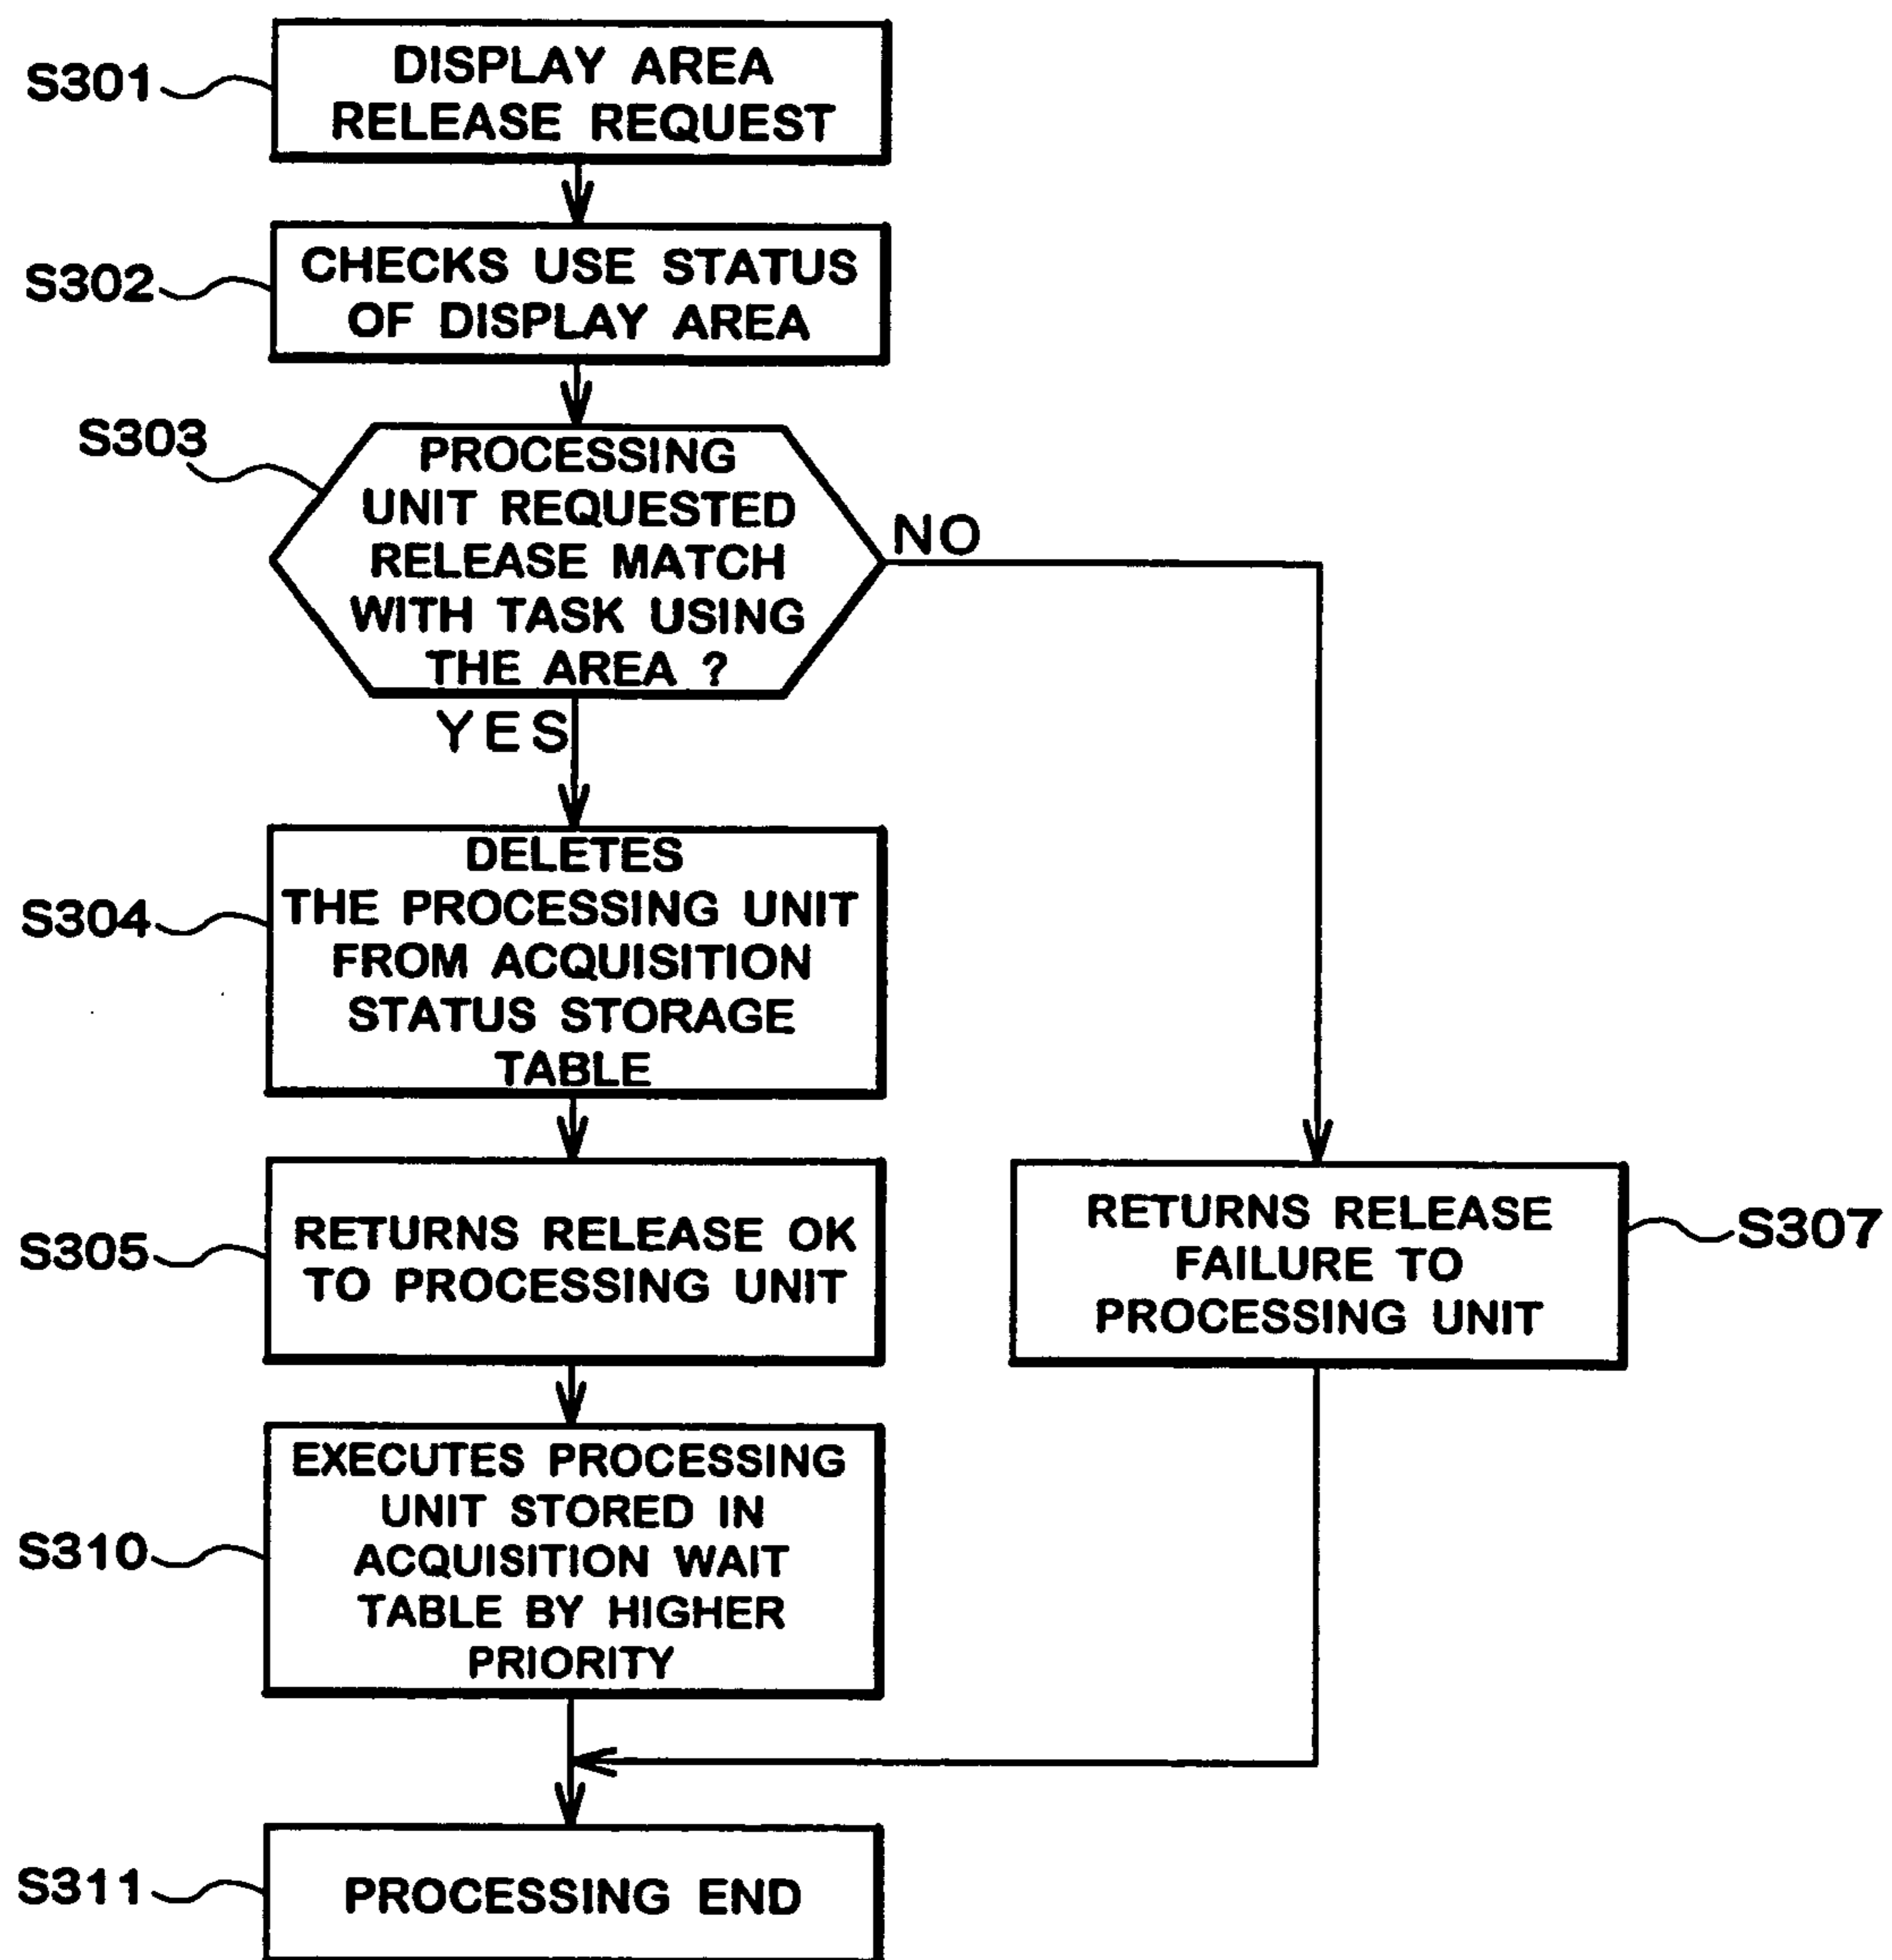 S301
DISPLAY AREA
RELEASE REQUEST
S302
CHECKS USE STATUS
OF DISPLAY AREA
S303
PROCESSING
UNIT REQUESTED
RELEASE MATCH
WITH TASK USING
THE AREA ?
NO
YES
S304
DELETES
THE PROCESSING UNIT
FROM ACQUISITION
STATUS STORAGE
TABLE
S305
RETURNS RELEASE OK
TO PROCESSING UNIT
RETURNS RELEASE
FAILURE TO
PROCESSING UNIT
S307
S310
EXECUTES PROCESSING
UNIT STORED IN
ACQUISITION WAIT
TABLE BY HIGHER
PRIORITY
S311
PROCESSING END